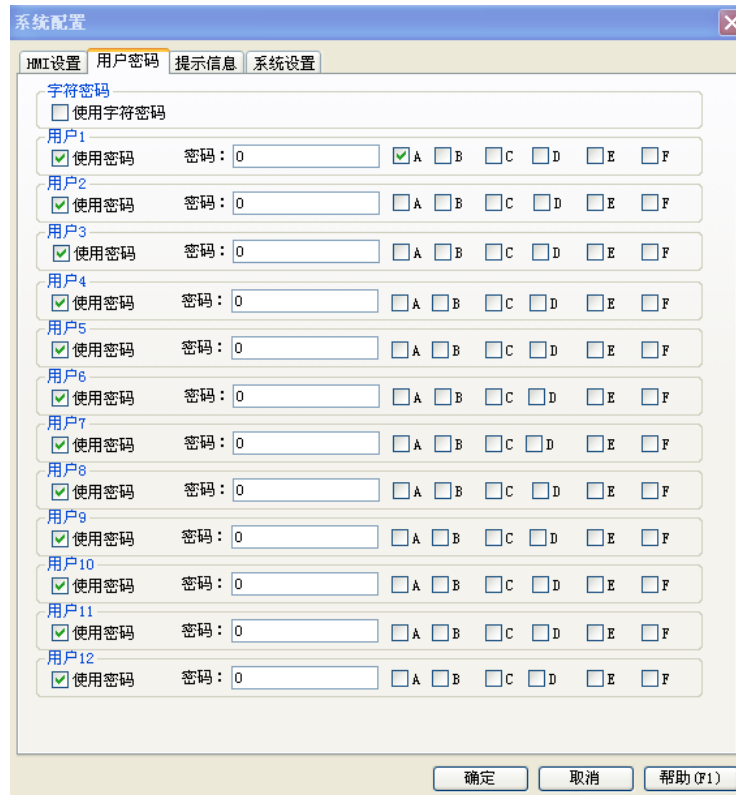 系统配置
HMI设置 用户密码 提示信息 系统设置
字符密码
使用字符密码
用户1
使用密码 密码：0 A B C D E F
用户2
使用密码 密码：0 A B C D E F
用户3
使用密码 密码：0 A B C D E F
用户4
使用密码 密码：0 A B C D E F
用户5
使用密码 密码：0 A B C D E F
用户6
使用密码 密码：0 A B C D E F
用户7
使用密码 密码：0 A B C D E F
用户8
使用密码 密码：0 A B C D E F
用户9
使用密码 密码：0 A B C D E F
用户10
使用密码 密码：0 A B C D E F
用户11
使用密码 密码：0 A B C D E F
用户12
使用密码 密码：0 A B C D E F
确定 取消 帮助(F1)